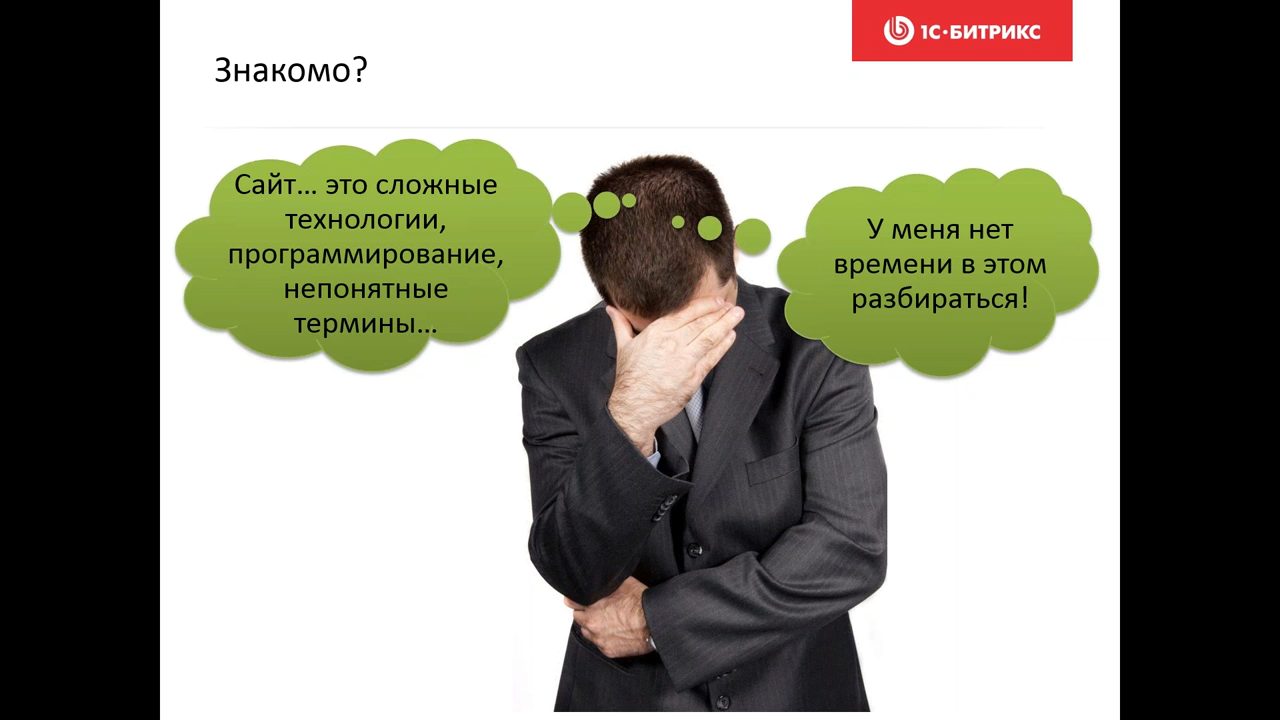 1С·БИТРИКС
Знакомо?
Сайт... это сложные
технологии,
программирование,
непонятные
термины...
У меня нет
времени в этом
разбираться!